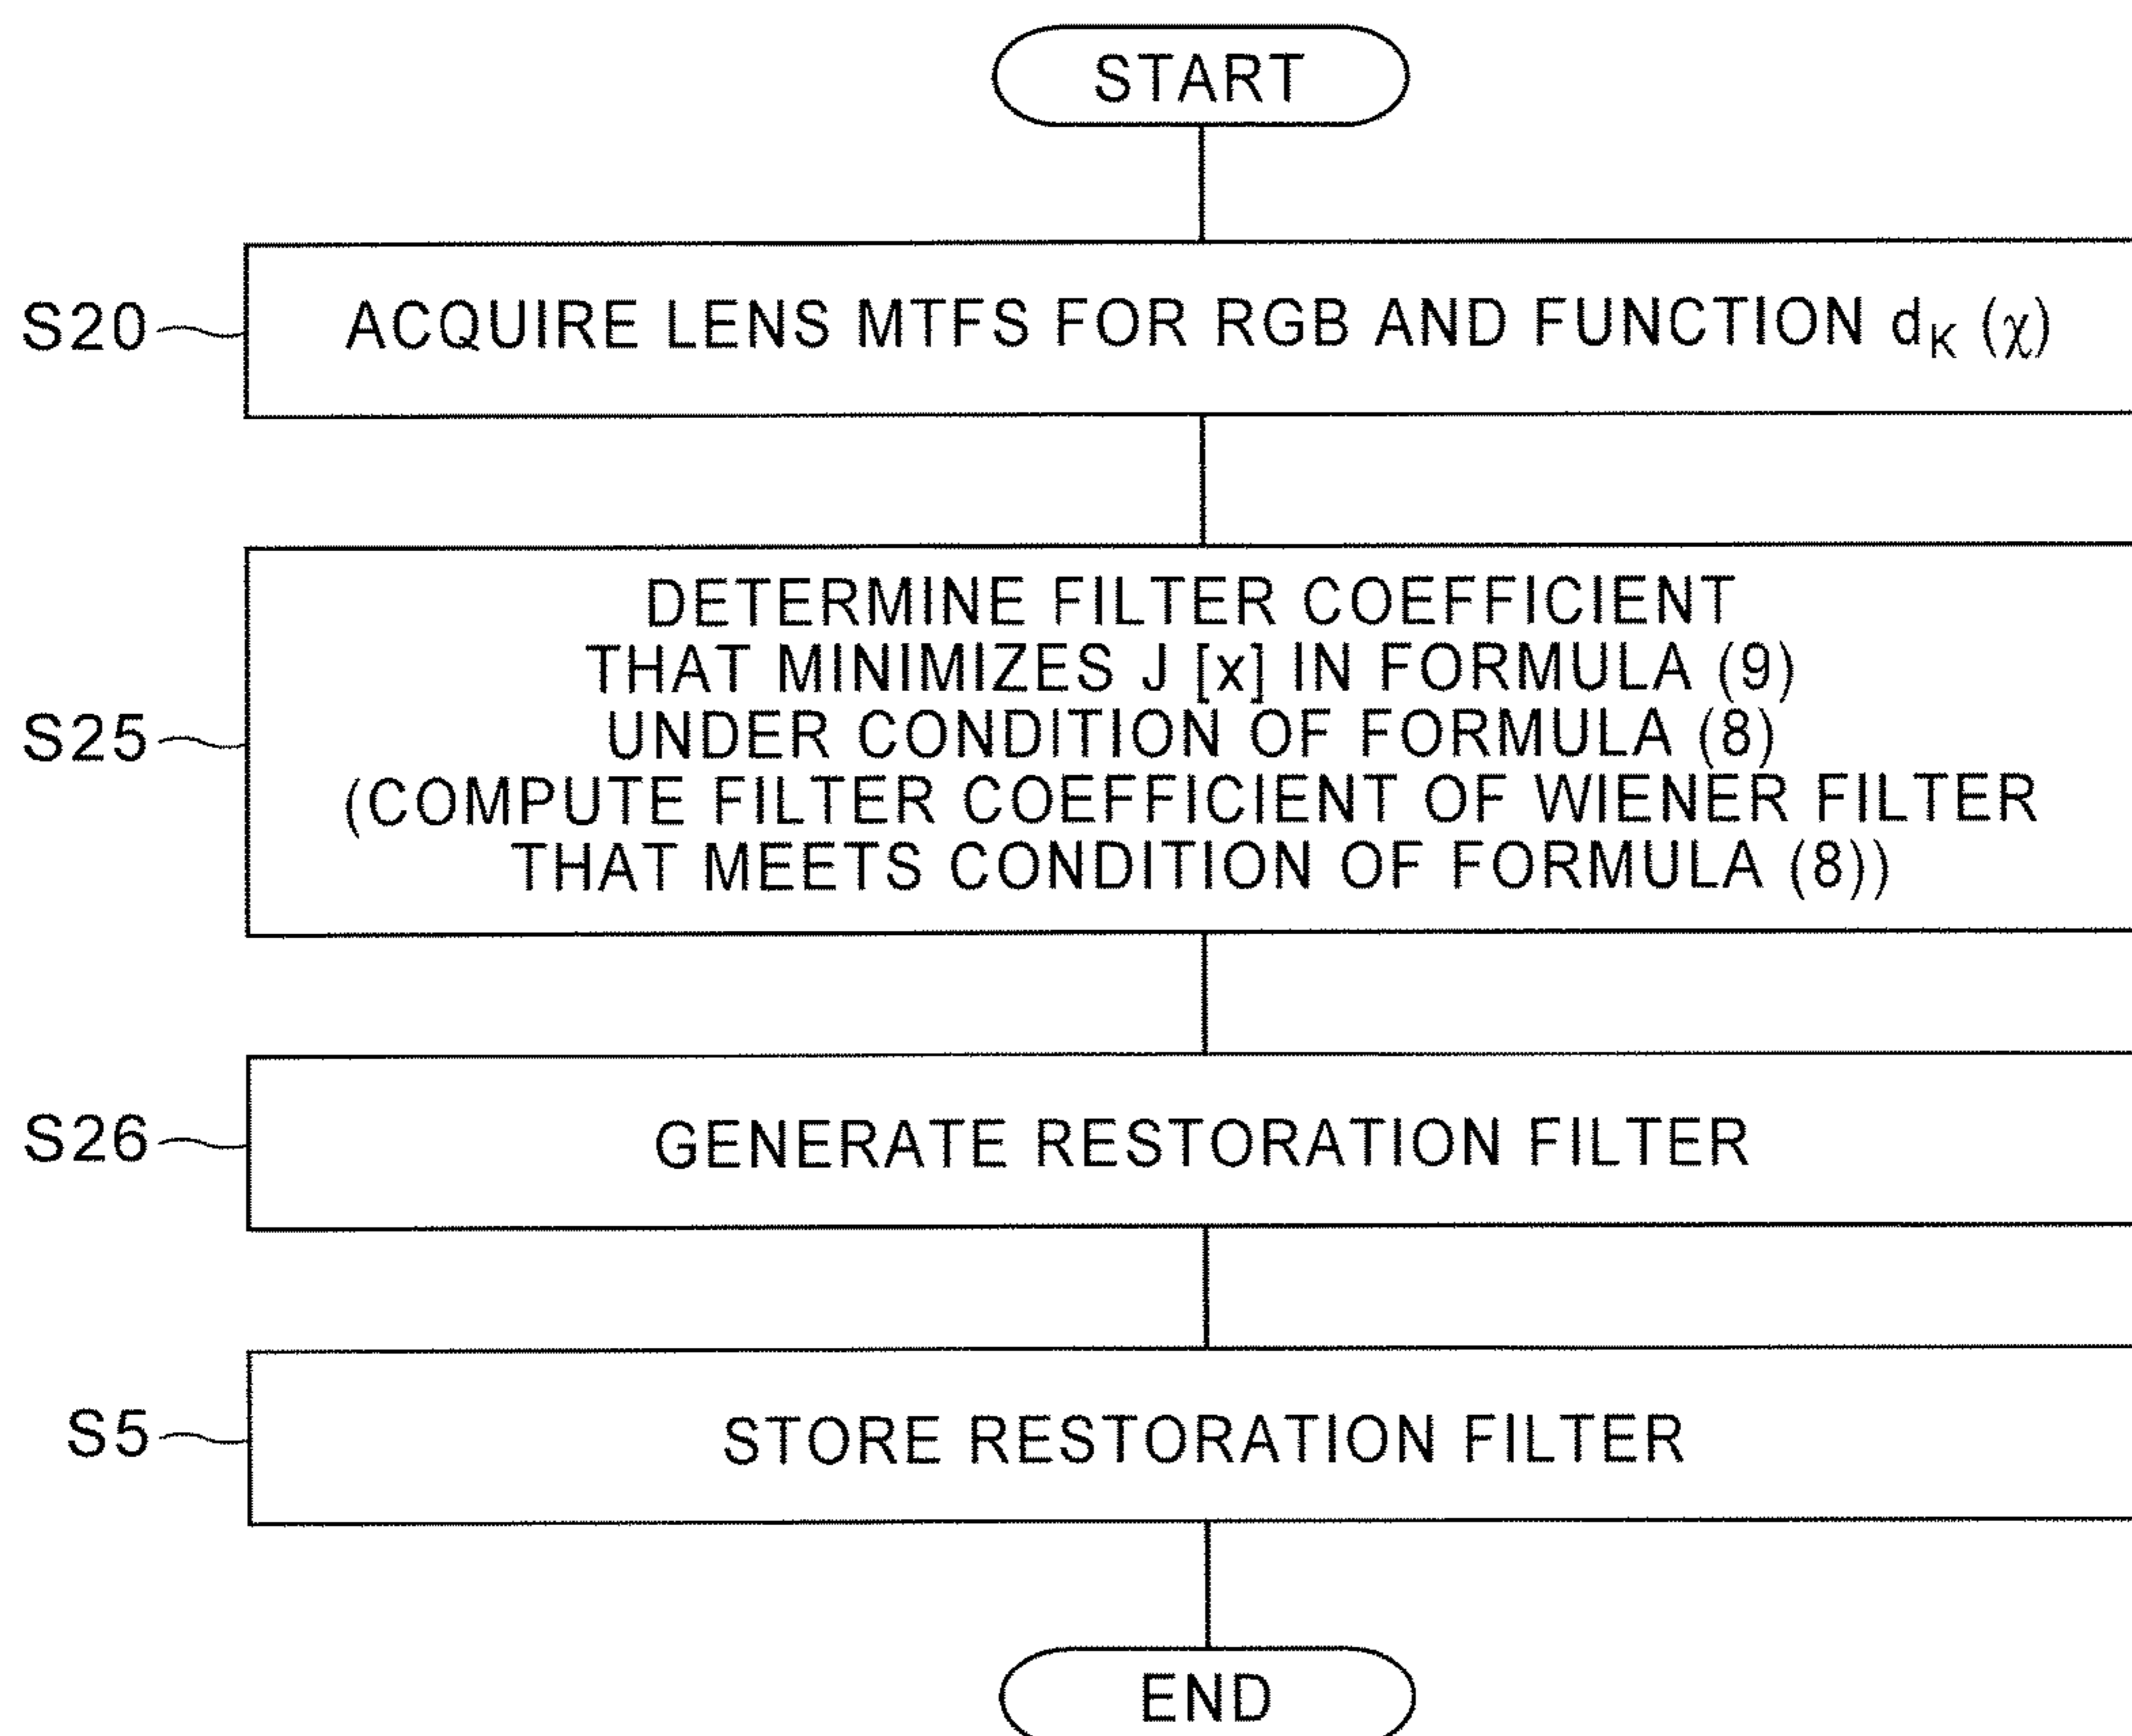 START
S20
ACQUIRE LENS MTFS FOR RGB AND FUNCTION dK (χ)
S25
DETERMINE FILTER COEFFICIENT
THAT MINIMIZES J [x] IN FORMULA (9)
UNDER CONDITION OF FORMULA (8)
(COMPUTE FILTER COEFFICIENT OF WIENER FILTER
THAT MEETS CONDITION OF FORMULA (8))
S26
GENERATE RESTORATION FILTER
S5
STORE RESTORATION FILTER
END